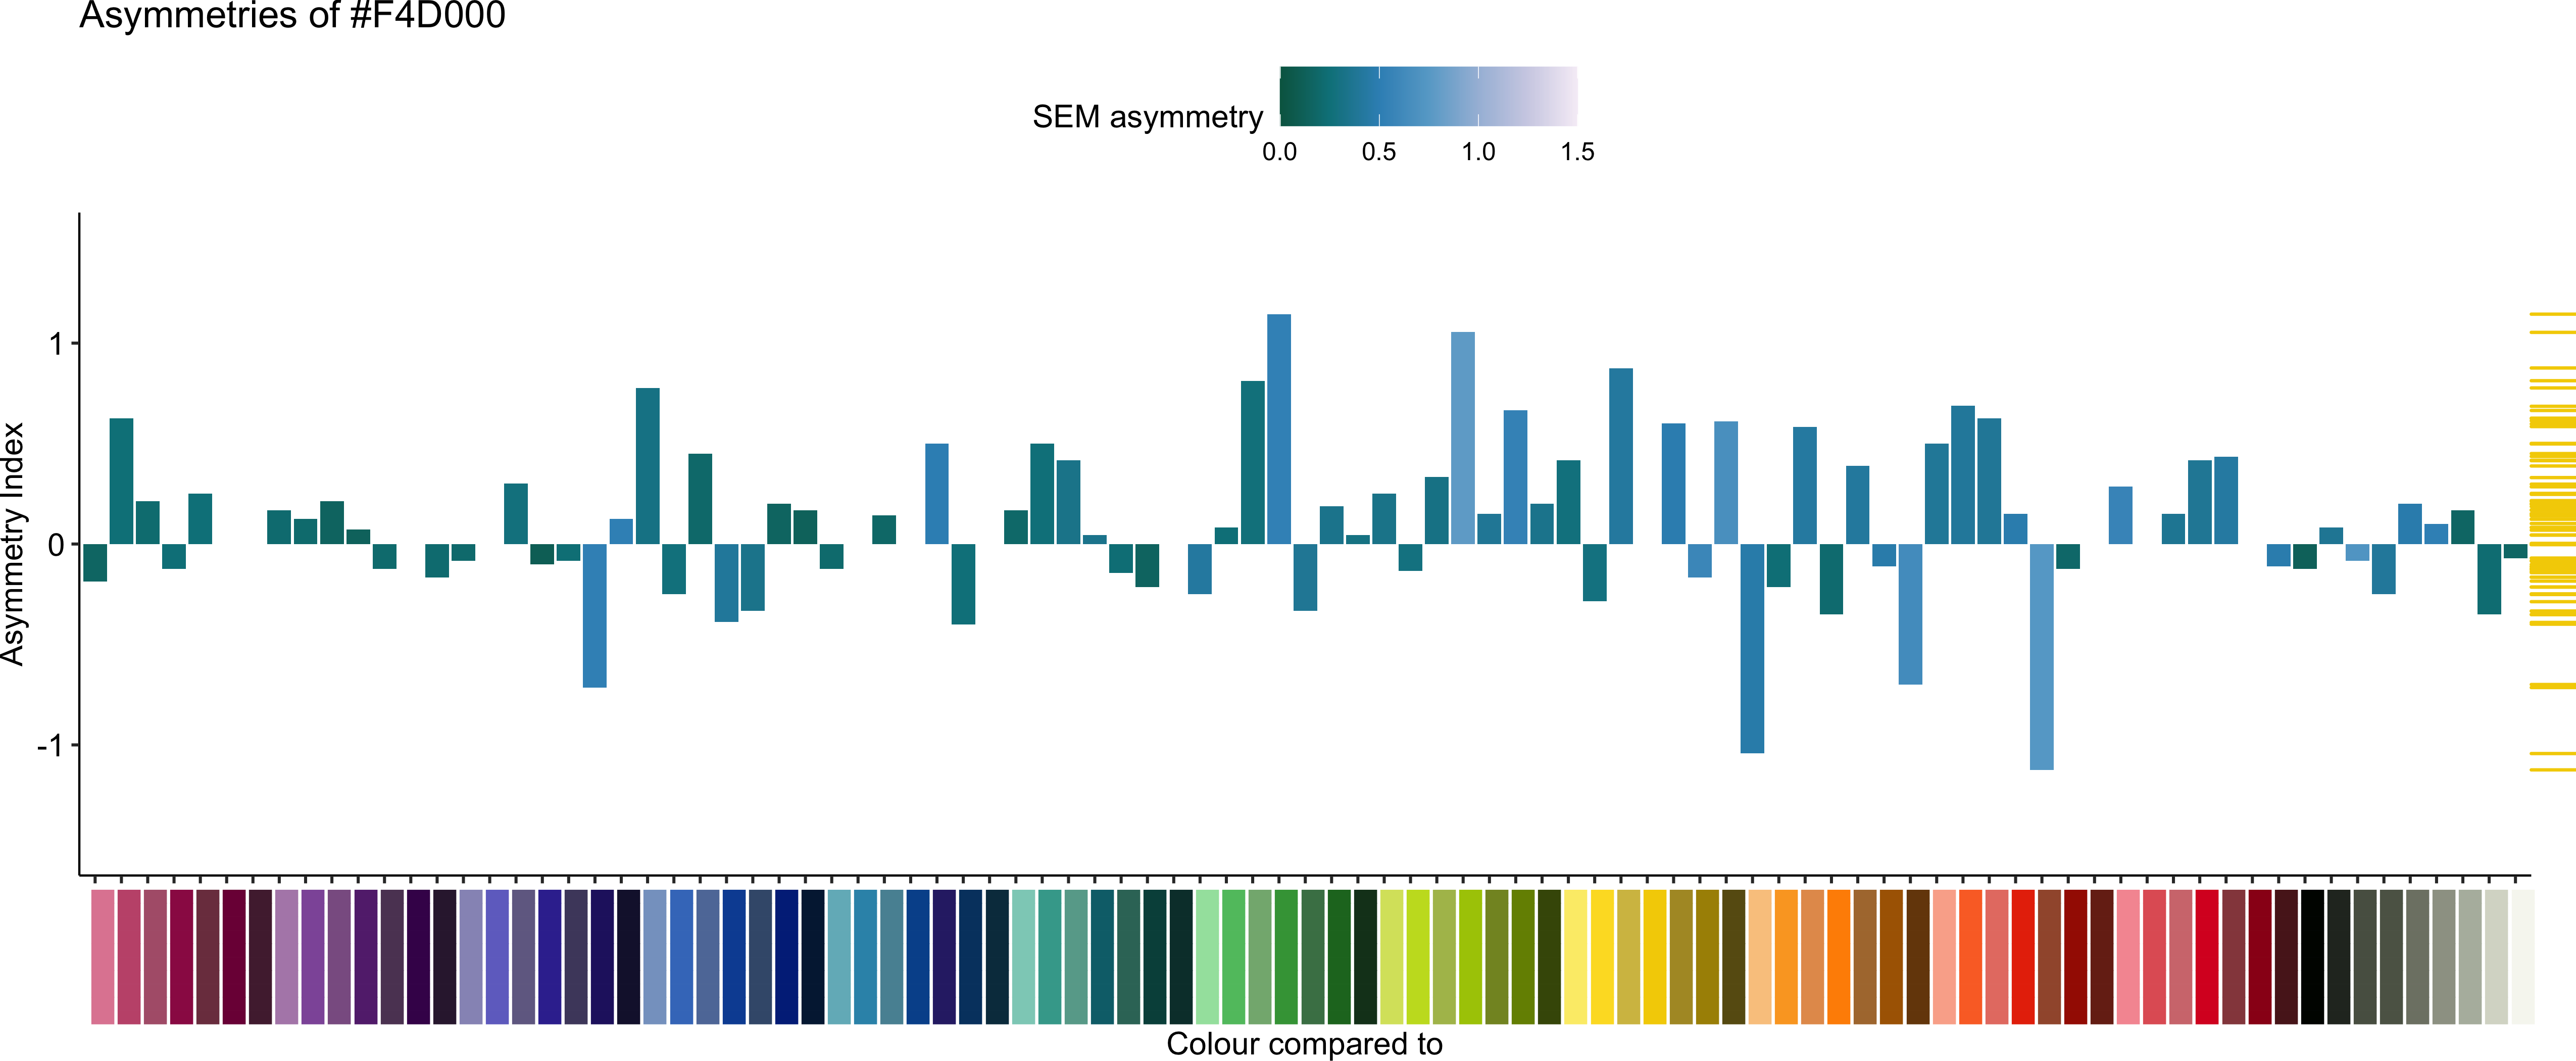 Asymmetries of #F4D000
SEM asymmetry
0.0 0.5 1.0 1.5
Asymmetry Index
1
0
-1
Colour compared to